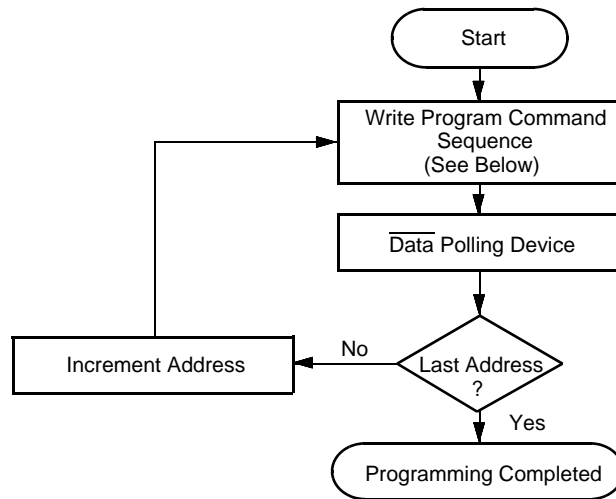 Start
Write Program Command
Sequence
(See Below)
Data Polling Device
No
Increment Address
Last Address
?
Yes
Programming Completed